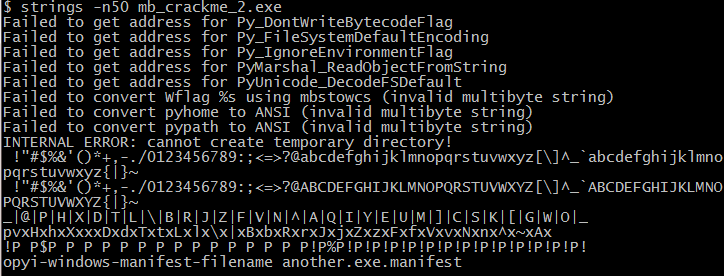 $ strings -n50 mb_crackme_2.exe
Failed to get address for Py_DontWriteBytecodeFlag
Failed to get address for Py_FileSystemDefaultEncoding
Failed to get address for Py_IgnoreEnvironmentFlag
Failed to get address for PyMarshal_ReadObjectFromString
Failed to get address for PyUnicode_DecodeFSDefault
Failed to convert Wflag %s using mbstowcs (invalid multibyte string)
Failed to convert pyhome to ANSI (invalid multibyte string)
Failed to convert pypath to ANSI (invalid multibyte string)
INTERNAL ERROR: cannot create temporary directory!
 !"#$%&'()*+,-./0123456789:;<=>?@abcdefghijklmnopqrstuvwxyz[\]^_`abcdefghijklmno
pqrstuvwxyz{|}~
 !"#$%&'()*+,-./0123456789:;<=>?@ABCDEFGHIJKLMNOPQRSTUVWXYZ[\]^_`ABCDEFGHIJKLMNO
PQRSTUVWXYZ{|}~
_|@|P|H|X|D|T|L|\|B|R|J|Z|F|V|N|^|A|Q|I|Y|E|U|M|]|C|S|K|[|G|W|O|_
pvxHxhxXxxxDxdxTxtxLxlx\x|xBxbxRxrxJxjxZxzxFxfxVxvxNxnx^x~xAx
!P P$P P P P P P P P P P P P P P!P%P!P!P!P!P!P!P!P!P!P!P!P!P!P!
opyi-windows-manifest-filename another.exe.manifest